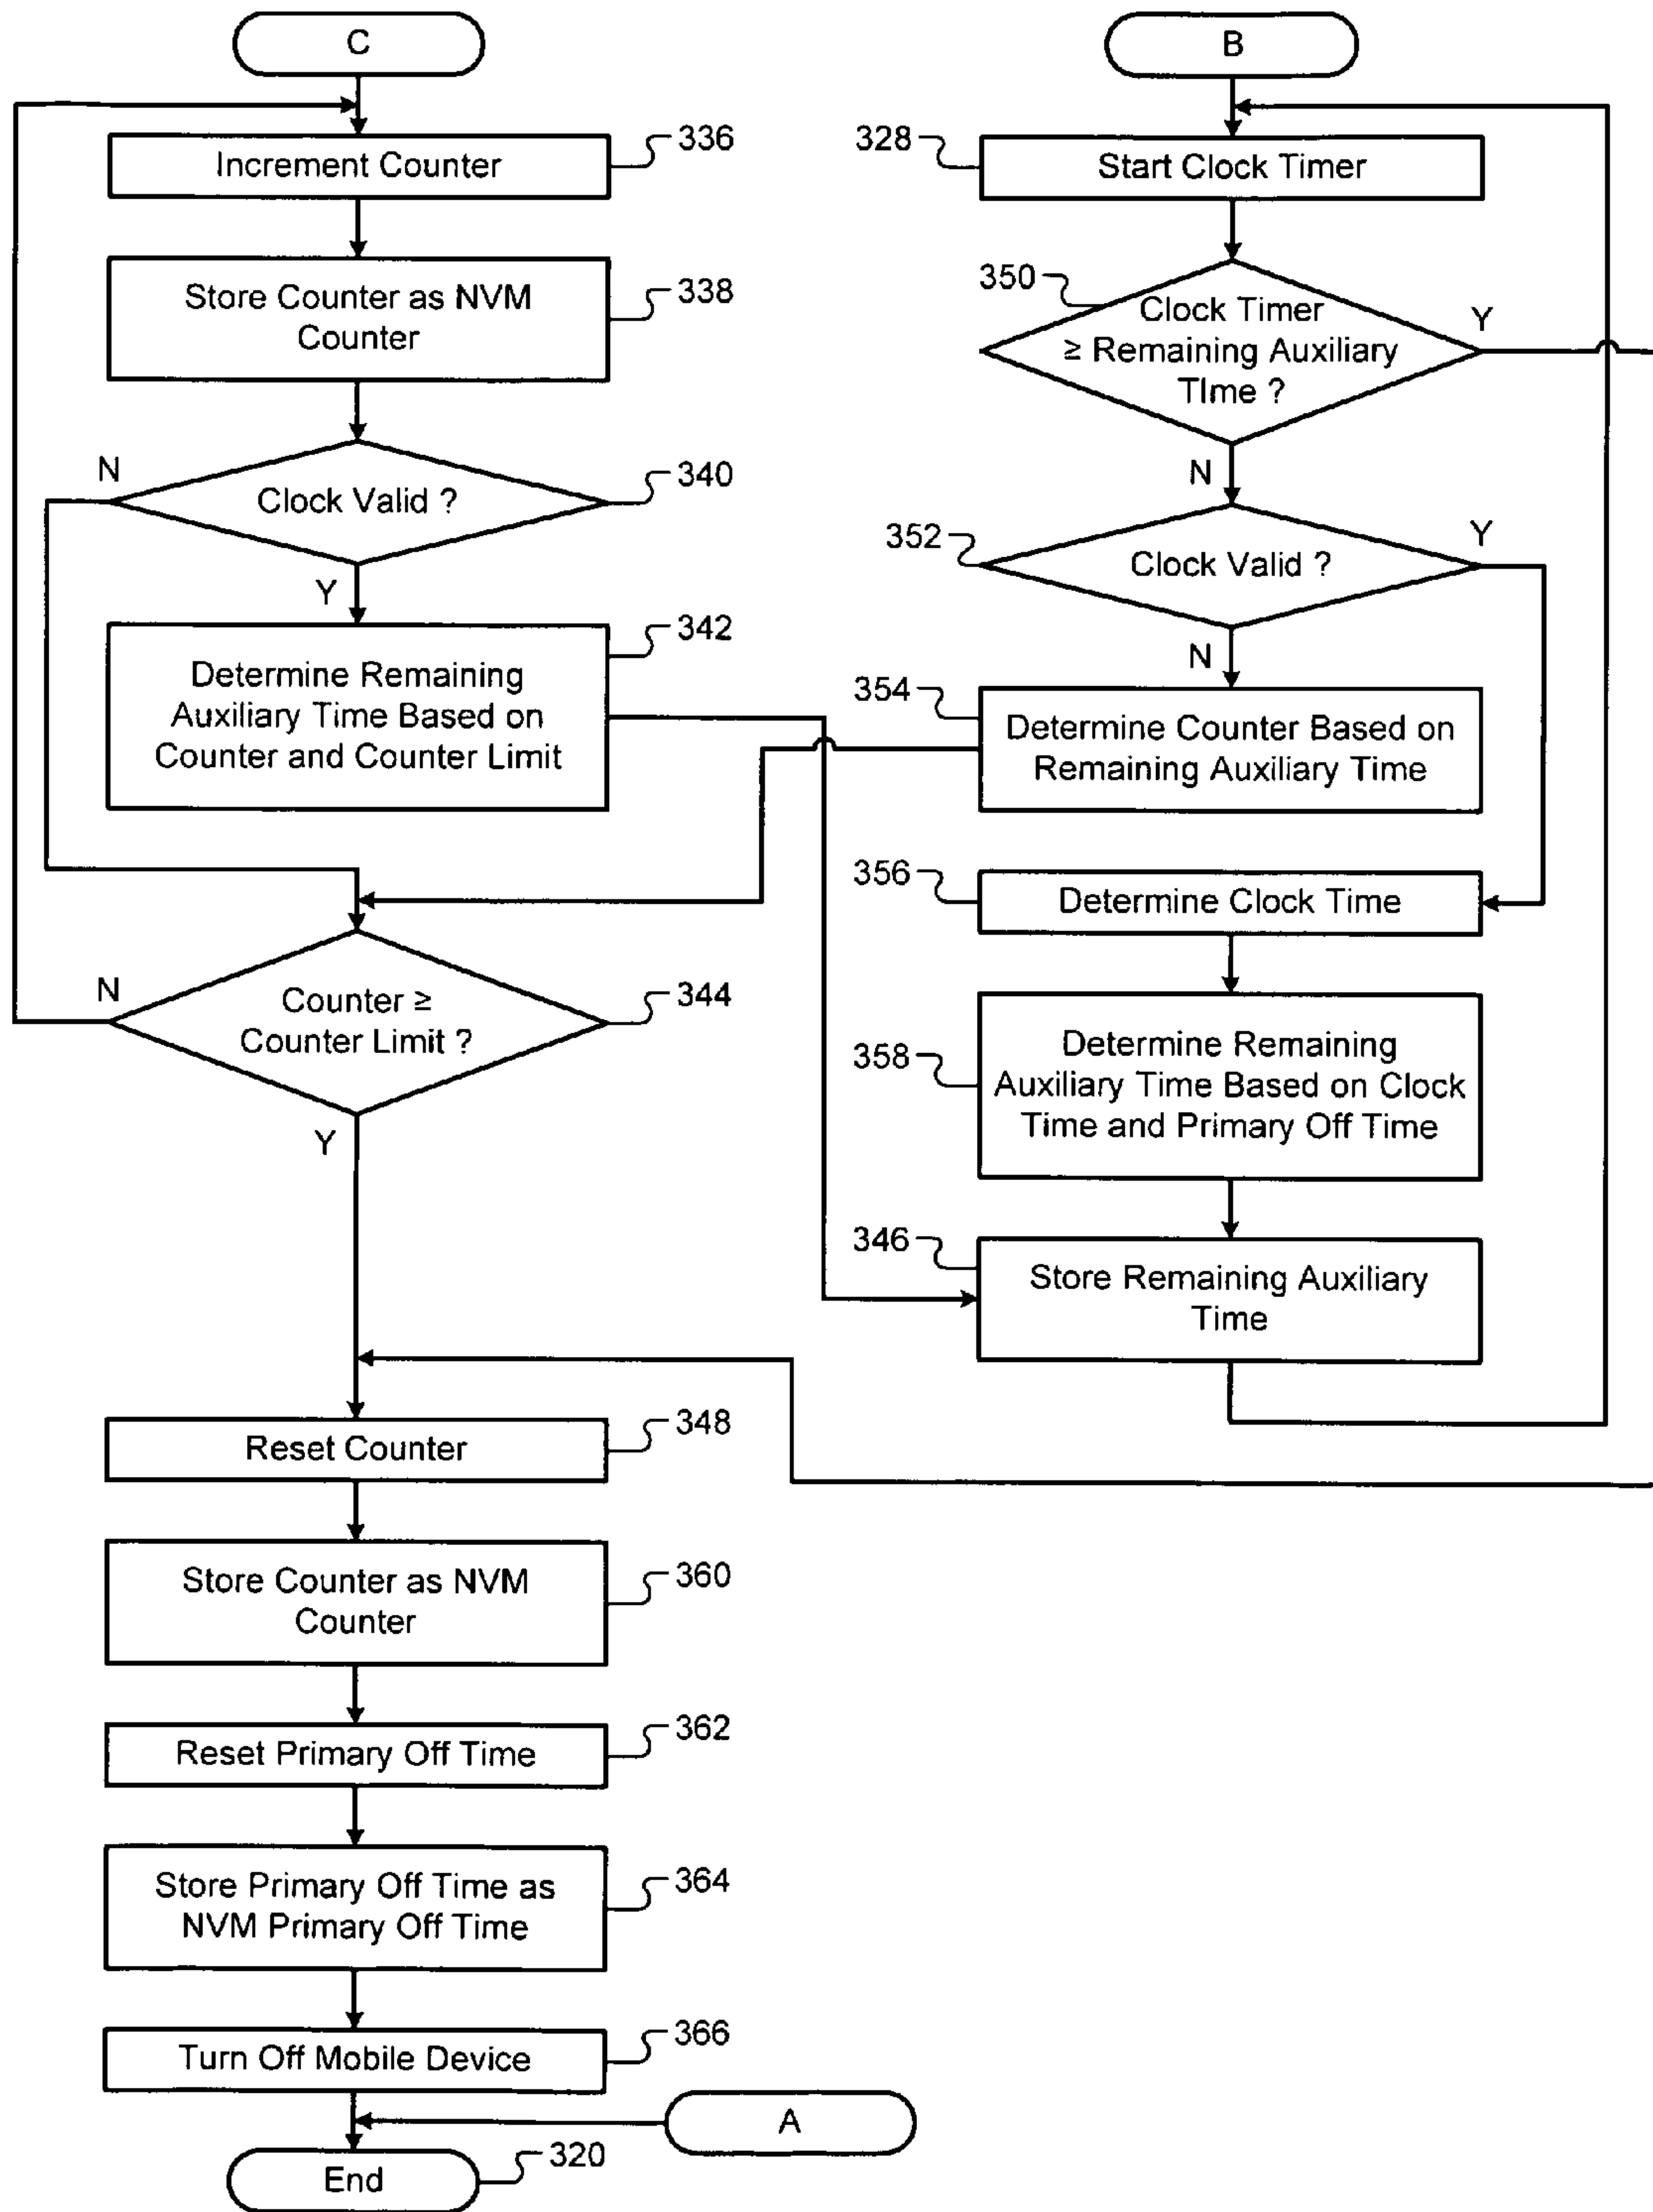 C
Increment Counter
336
Store Counter as NVM
Counter
338
N
Clock Valid ?
340
Y
342
Determine Remaining
Auxiliary Time Based on
Counter and Counter Limit
N
Counter ≥
Counter Limit ?
344
Y
Reset Counter
348
Store Counter as NVM
Counter
360
Reset Primary Off Time
362
Store Primary Off Time as
NVM Primary Off Time
364
Turn Off Mobile Device
366
A
End
320
B
328
Start Clock Timer
350
Clock Timer
≥ Remaining Auxiliary
TIme ?
Y
N
352
Clock Valid ?
Y
N
354
Determine Counter Based on
Remaining Auxiliary Time
356
Determine Clock Time
358
Determine Remaining
Auxiliary Time Based on Clock
Time and Primary Off Time
346
Store Remaining Auxiliary
Time